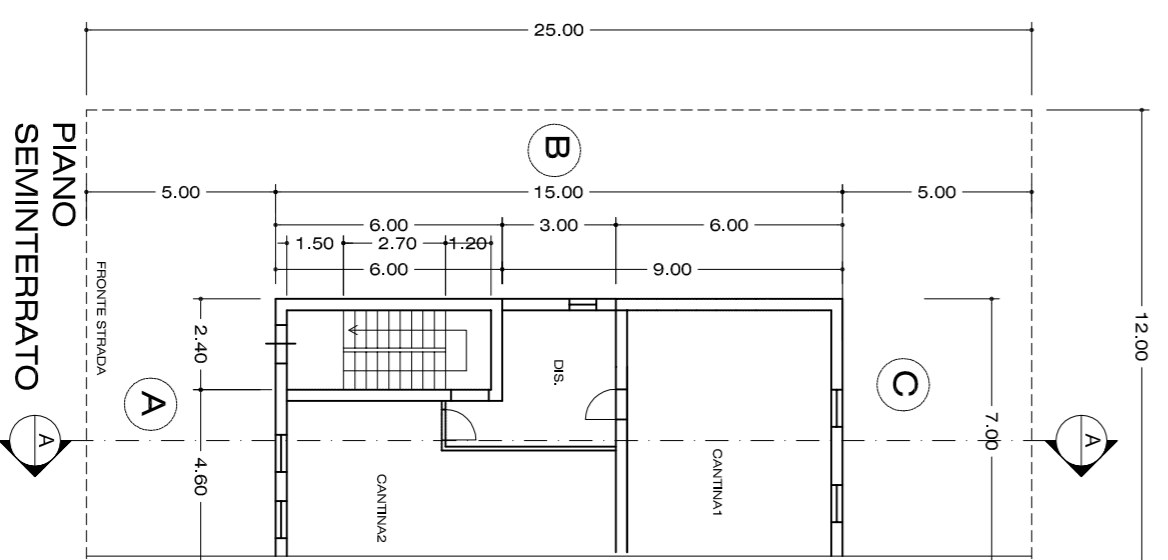 25.00
12.00
B
5.00
15.00
5.00
6.00
3.00
6.00
1.50
2.70
1.20
6.00
9.00
PIANO
SEMINTERRATO
FRONTE STRADA
2.40
DIS.
C
A
7.00
A
A
4.60
CANTINA2
CANTINA1